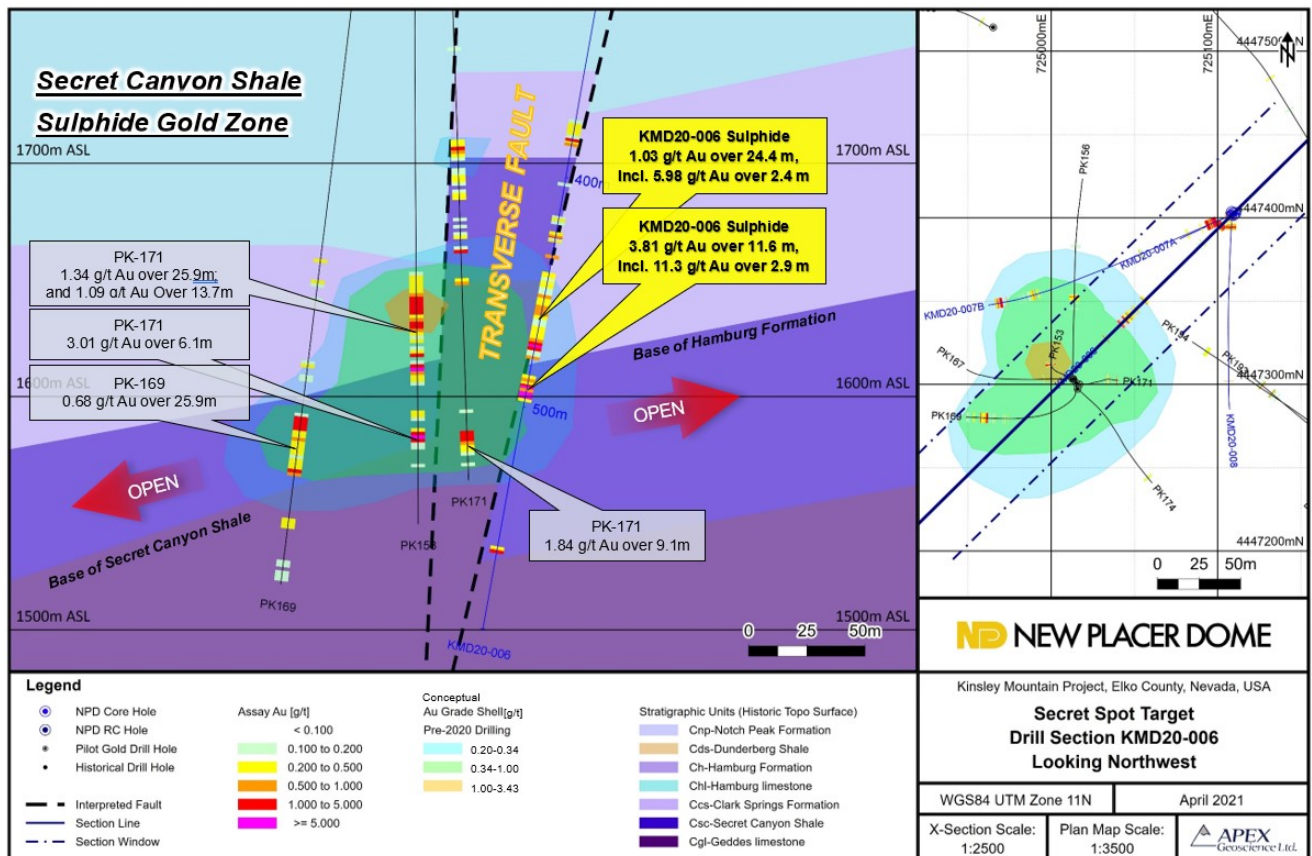 Secret Canyon Shale
Sulphide Gold Zone
1700m ASL
1700m ASL
1600m ASL
1600m ASL
1500m ASL
1500m ASL
TRANSVERSE FAULT
400m
500m
KMD20-006 Sulphide
1.03 g/t Au over 24.4 m,
Incl. 5.98 g/t Au over 2.4 m
KMD20-006 Sulphide
3.81 g/t Au over 11.6 m,
Incl. 11.3 g/t Au over 2.9 m
PK-171
1.34 g/t Au over 25.9m;
and 1.09 g/t Au Over 13.7m
PK-171
3.01 g/t Au over 6.1m
PK-169
0.68 g/t Au over 25.9m
Base of Hamburg Formation
OPEN
OPEN
Base of Secret Canyon Shale
PK-171
1.84 g/t Au over 9.1m
PK169
PK153
PK171
KMD20-006
0 25 50m
725000mE
725100mE
4447500mN
N
PK156
4447400mN
KMD20-007A
KMD20-007B
PK153
PK167
PK171
PK169
PK194
PK192
4447300mN
KMD20-008
PK174
4447200mN
0 25 50m
NPD NEW PLACER DOME
Kinsley Mountain Project, Elko County, Nevada, USA
Secret Spot Target
Drill Section KMD20-006
Looking Northwest
WGS84 UTM Zone 11N
April 2021
X-Section Scale:
1:2500
Plan Map Scale:
1:3500
APEX
Geoscience Ltd.
Legend
NPD Core Hole
NPD RC Hole
Pilot Gold Drill Hole
Historical Drill Hole
Interpreted Fault
Section Line
Section Window
Assay Au [g/t]
< 0.100
0.100 to 0.200
0.200 to 0.500
0.500 to 1.000
1.000 to 5.000
>= 5.000
Conceptual
Au Grade Shell[g/t]
Pre-2020 Drilling
0.20-0.34
0.34-1.00
1.00-3.43
Stratigraphic Units (Historic Topo Surface)
Cnp-Notch Peak Formation
Cds-Dunderberg Shale
Ch-Hamburg Formation
Chl-Hamburg limestone
Ccs-Clark Springs Formation
Csc-Secret Canyon Shale
Cgl-Geddes limestone